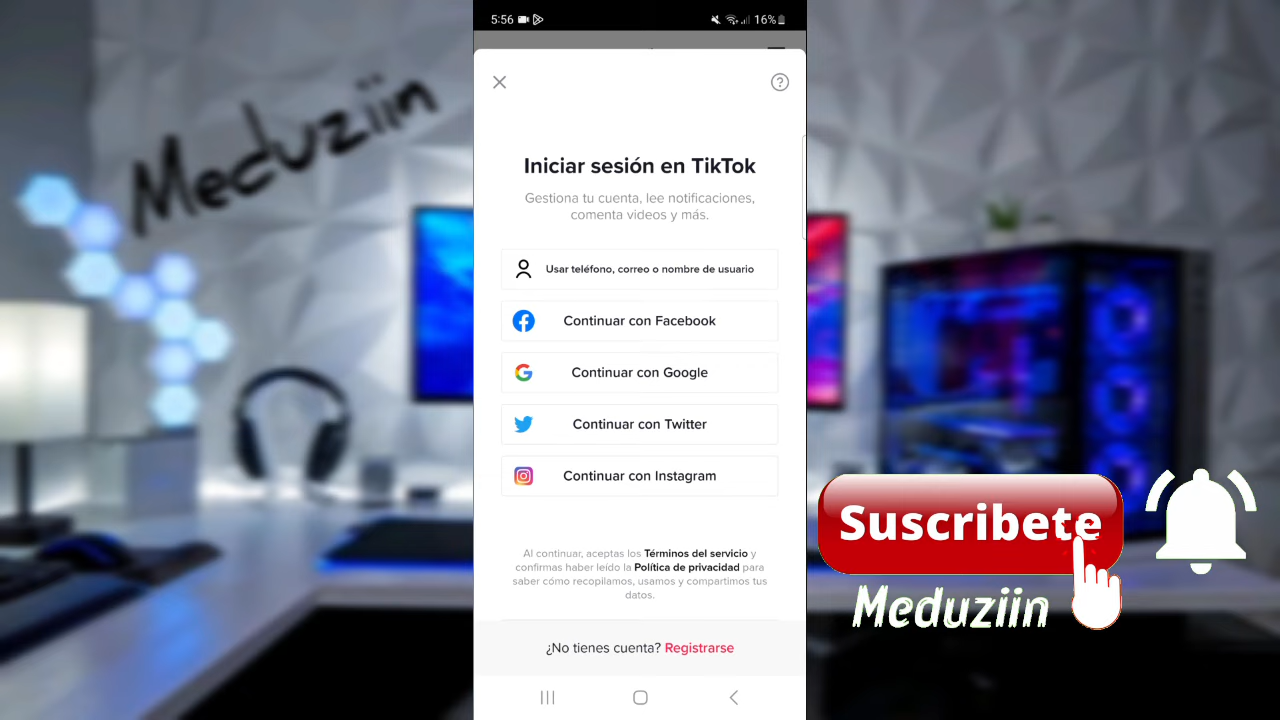 5:56
16%
Meduziin
Iniciar sesión en TikTok
Gestiona tu cuenta, lee notificaciones,
comenta videos y más.
Usar teléfono, correo o nombre de usuario
Continuar con Facebook
Continuar con Google
Continuar con Twitter
Continuar con Instagram
Al continuar, aceptas los Términos del servicio y
confirmas haber leído la Política de privacidad para
saber cómo recopilamos, usamos y compartimos tus
datos.
¿No tienes cuenta? Registrarse
Suscribete
Meduziin